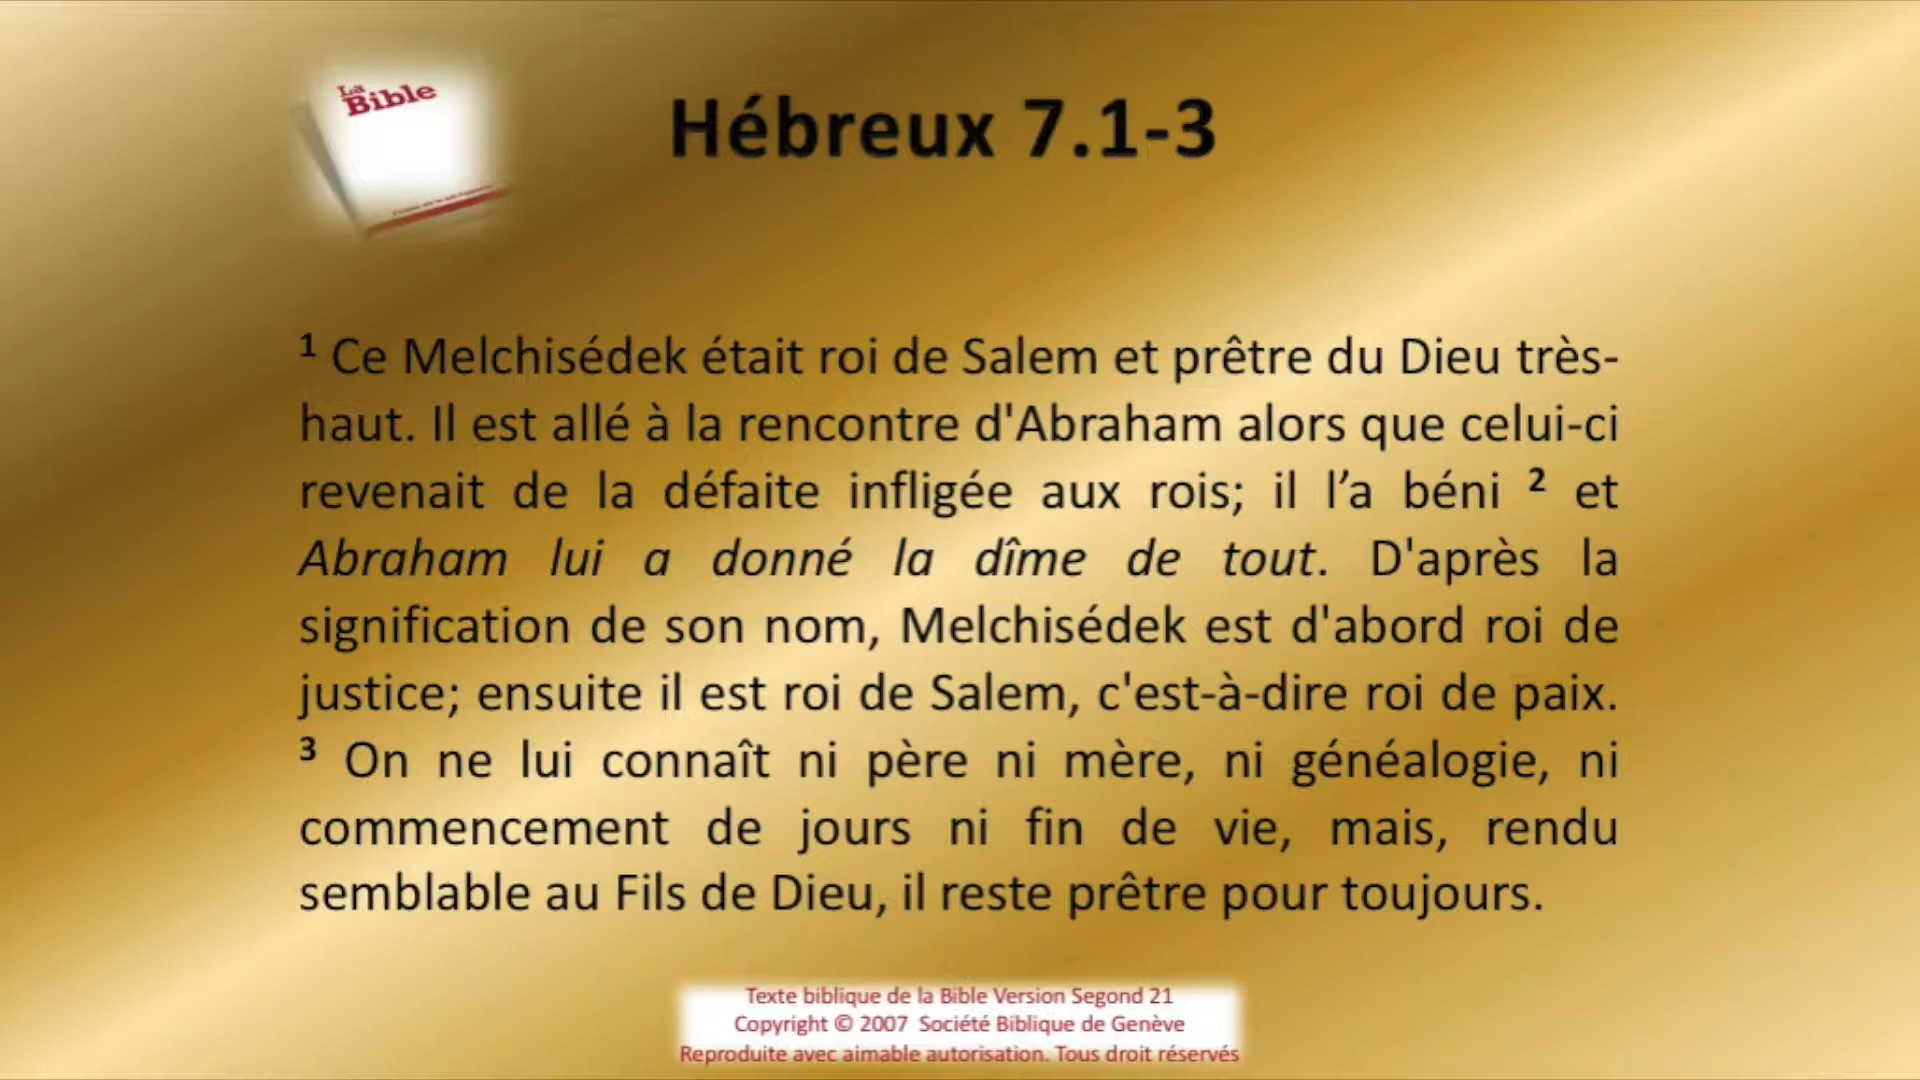 La
Bible
Hébreux 7.1-3
1 Ce Melchisédek était roi de Salem et prêtre du Dieu très-
haut. Il est allé à la rencontre d'Abraham alors que celui-ci
revenait de la défaite infligée aux rois; il l’a béni 2 et
Abraham lui a donné la dîme de tout. D'après la
signification de son nom, Melchisédek est d'abord roi de
justice; ensuite il est roi de Salem, c'est-à-dire roi de paix.
3 On ne lui connaît ni père ni mère, ni généalogie, ni
commencement de jours ni fin de vie, mais, rendu
semblable au Fils de Dieu, il reste prêtre pour toujours.
Texte biblique de la Bible Version Segond 21
Copyright © 2007 Société Biblique de Genève
Reproduite avec aimable autorisation. Tous droit réservés